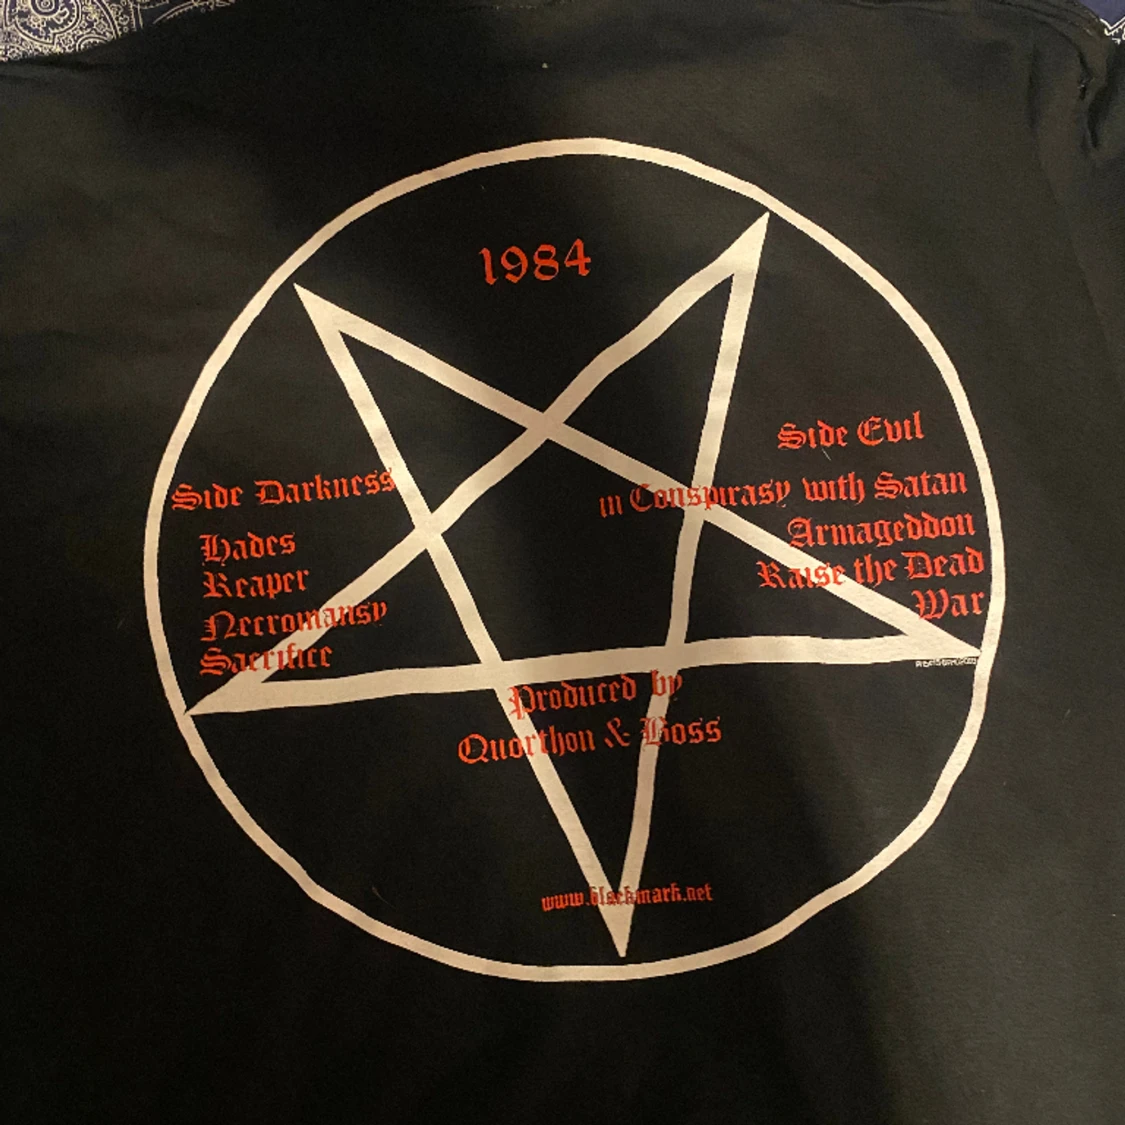 1984
Side Darkness
Hades
Reaper
Necromansy
Sacrifice
Side Evil
in Conspirasy with Satan
Armageddon
Raise the Dead
War
Produced by
Quorthon & Boss
www.blackmark.net